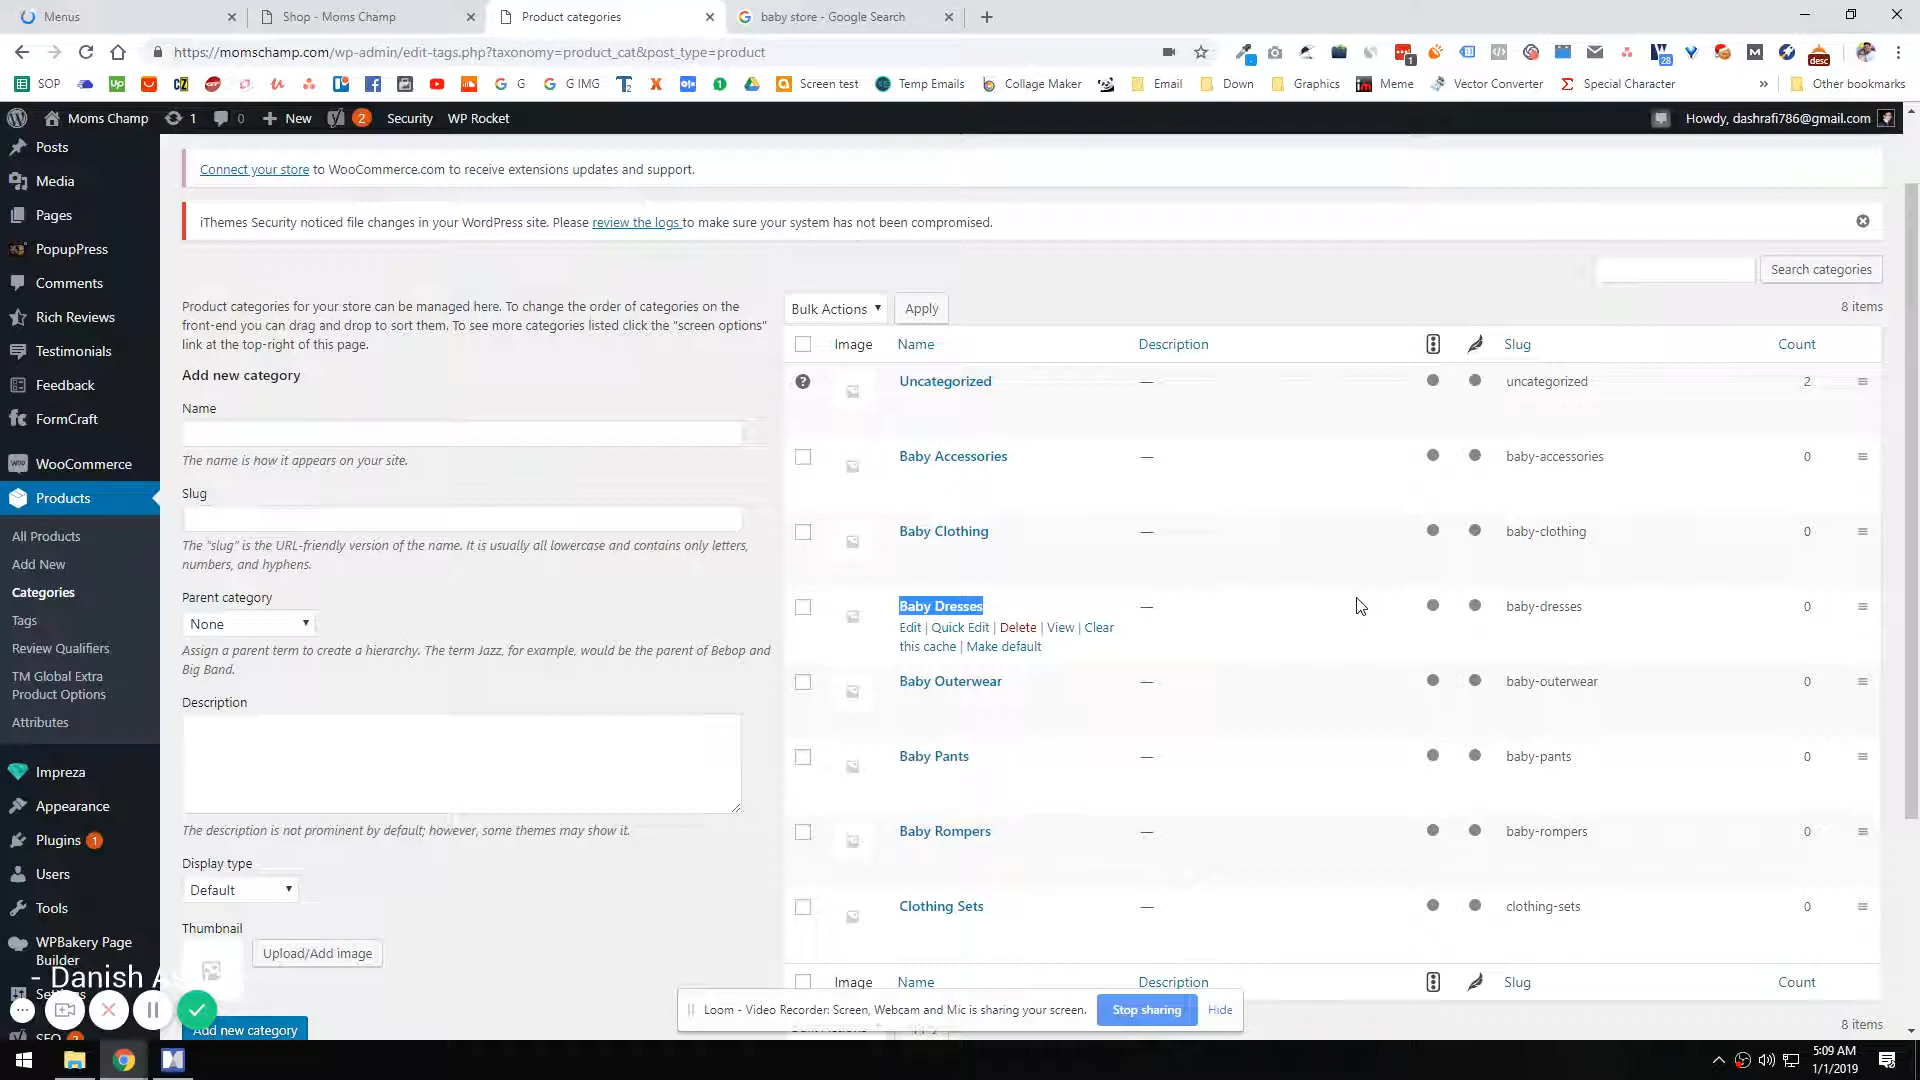 Menus
Shop - Moms Champ
Product categories
baby store - Google Search
https://momschamp.com/wp-admin/edit-tags.php?taxonomy=product_cat&post_type=product
SOP
G
G IMG
Screen test
Temp Emails
Collage Maker
Email
Down
Graphics
Meme
Vector Converter
Special Character
»
Other bookmarks
Moms Champ
1
0
New
2
Security
WP Rocket
Howdy, dashrafi786@gmail.com
Posts
Media
Pages
PopupPress
Comments
Rich Reviews
Testimonials
Feedback
FormCraft
WooCommerce
Products
All Products
Add New
Categories
Tags
Review Qualifiers
TM Global Extra
Product Options
Attributes
Impreza
Appearance
Plugins 1
Users
Tools
WPBakery Page
Builder
- Danish A
Connect your store to WooCommerce.com to receive extensions updates and support.
iThemes Security noticed file changes in your WordPress site. Please review the logs to make sure your system has not been compromised.
Search categories
Product categories for your store can be managed here. To change the order of categories on the
front-end you can drag and drop to sort them. To see more categories listed click the "screen options"
link at the top-right of this page.
Add new category
Name
The name is how it appears on your site.
Slug
The "slug" is the URL-friendly version of the name. It is usually all lowercase and contains only letters,
numbers, and hyphens.
Parent category
None
Assign a parent term to create a hierarchy. The term Jazz, for example, would be the parent of Bebop and
Big Band.
Description
The description is not prominent by default; however, some themes may show it.
Display type
Default
Thumbnail
Upload/Add image
Add new category
Bulk Actions
Apply
8 items
Image Name Description Slug Count
Uncategorized — uncategorized 2
Baby Accessories — baby-accessories 0
Baby Clothing — baby-clothing 0
Baby Dresses — baby-dresses 0
Edit | Quick Edit | Delete | View | Clear
this cache | Make default
Baby Outerwear — baby-outerwear 0
Baby Pants — baby-pants 0
Baby Rompers — baby-rompers 0
Clothing Sets — clothing-sets 0
Image Name Description Slug Count
Loom - Video Recorder: Screen, Webcam and Mic is sharing your screen.
Stop sharing
Hide
8 items
5:09 AM
1/1/2019